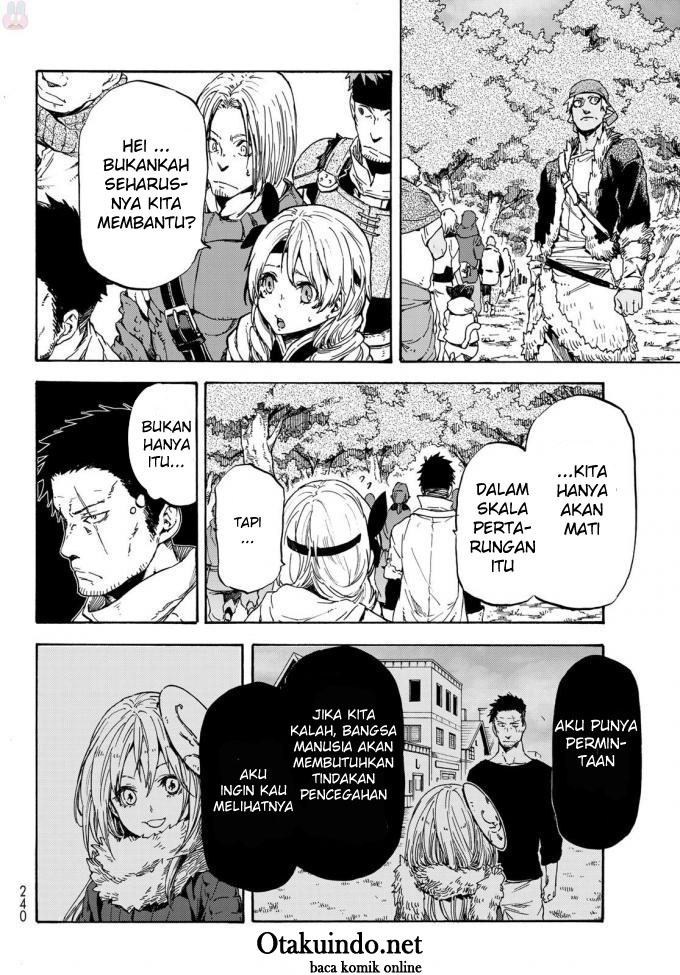 HEI ...
BUKANKAH
SEHARUS-
NYA KITA
MEMBANTU?
...KITA
HANYA
AKAN
MATI
DALAM
SKALA
PERTA-
RUNGAN
ITU
TAPI
...
BUKAN
HANYA
ITU...
AKU PUNYA
PERMIN-
TAAN
JIKA KITA
KALAH, BANGSA
MANUSIA AKAN
MEMBUTUHKAN
TINDAKAN
PENCEGAHAN
AKU
INGIN KAU
MELIHATNYA
240
Otakuindo.net
baca komik online